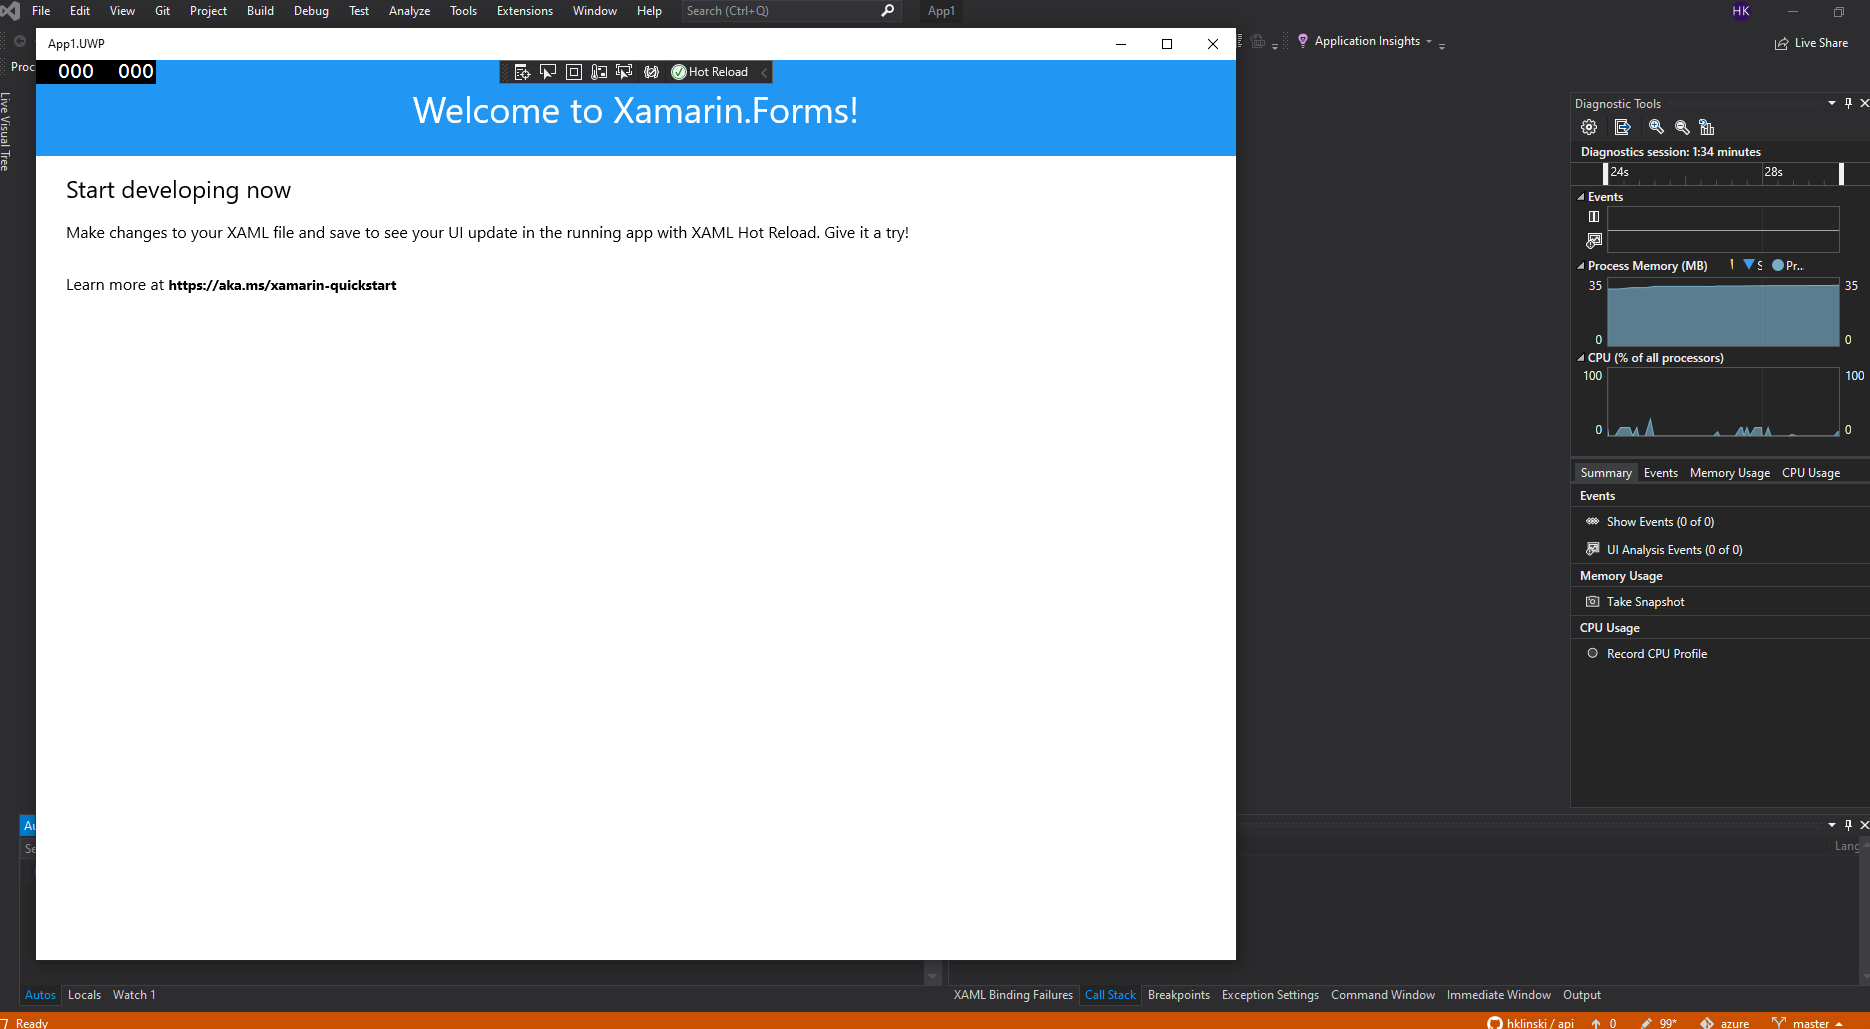 File Edit View Git Project Build Debug Test Analyze Tools Extensions Window Help Search (Ctrl+Q) App1 HK
Application Insights Live Share
App1.UWP
Proc
000 000 Hot Reload
Welcome to Xamarin.Forms!
Live Visual Tree
Start developing now
Make changes to your XAML file and save to see your UI update in the running app with XAML Hot Reload. Give it a try!
Learn more at https://aka.ms/xamarin-quickstart
Diagnostic Tools
Diagnostics session: 1:34 minutes
24s 28s
Events
Process Memory (MB) S Pr...
35 35
0 0
CPU (% of all processors)
100 100
0 0
Summary Events Memory Usage CPU Usage
Events
Show Events (0 of 0)
UI Analysis Events (0 of 0)
Memory Usage
Take Snapshot
CPU Usage
Record CPU Profile
Au
Se
Lang
Autos Locals Watch 1
XAML Binding Failures Call Stack Breakpoints Exception Settings Command Window Immediate Window Output
Ready hklinski / api 0 99* azure master